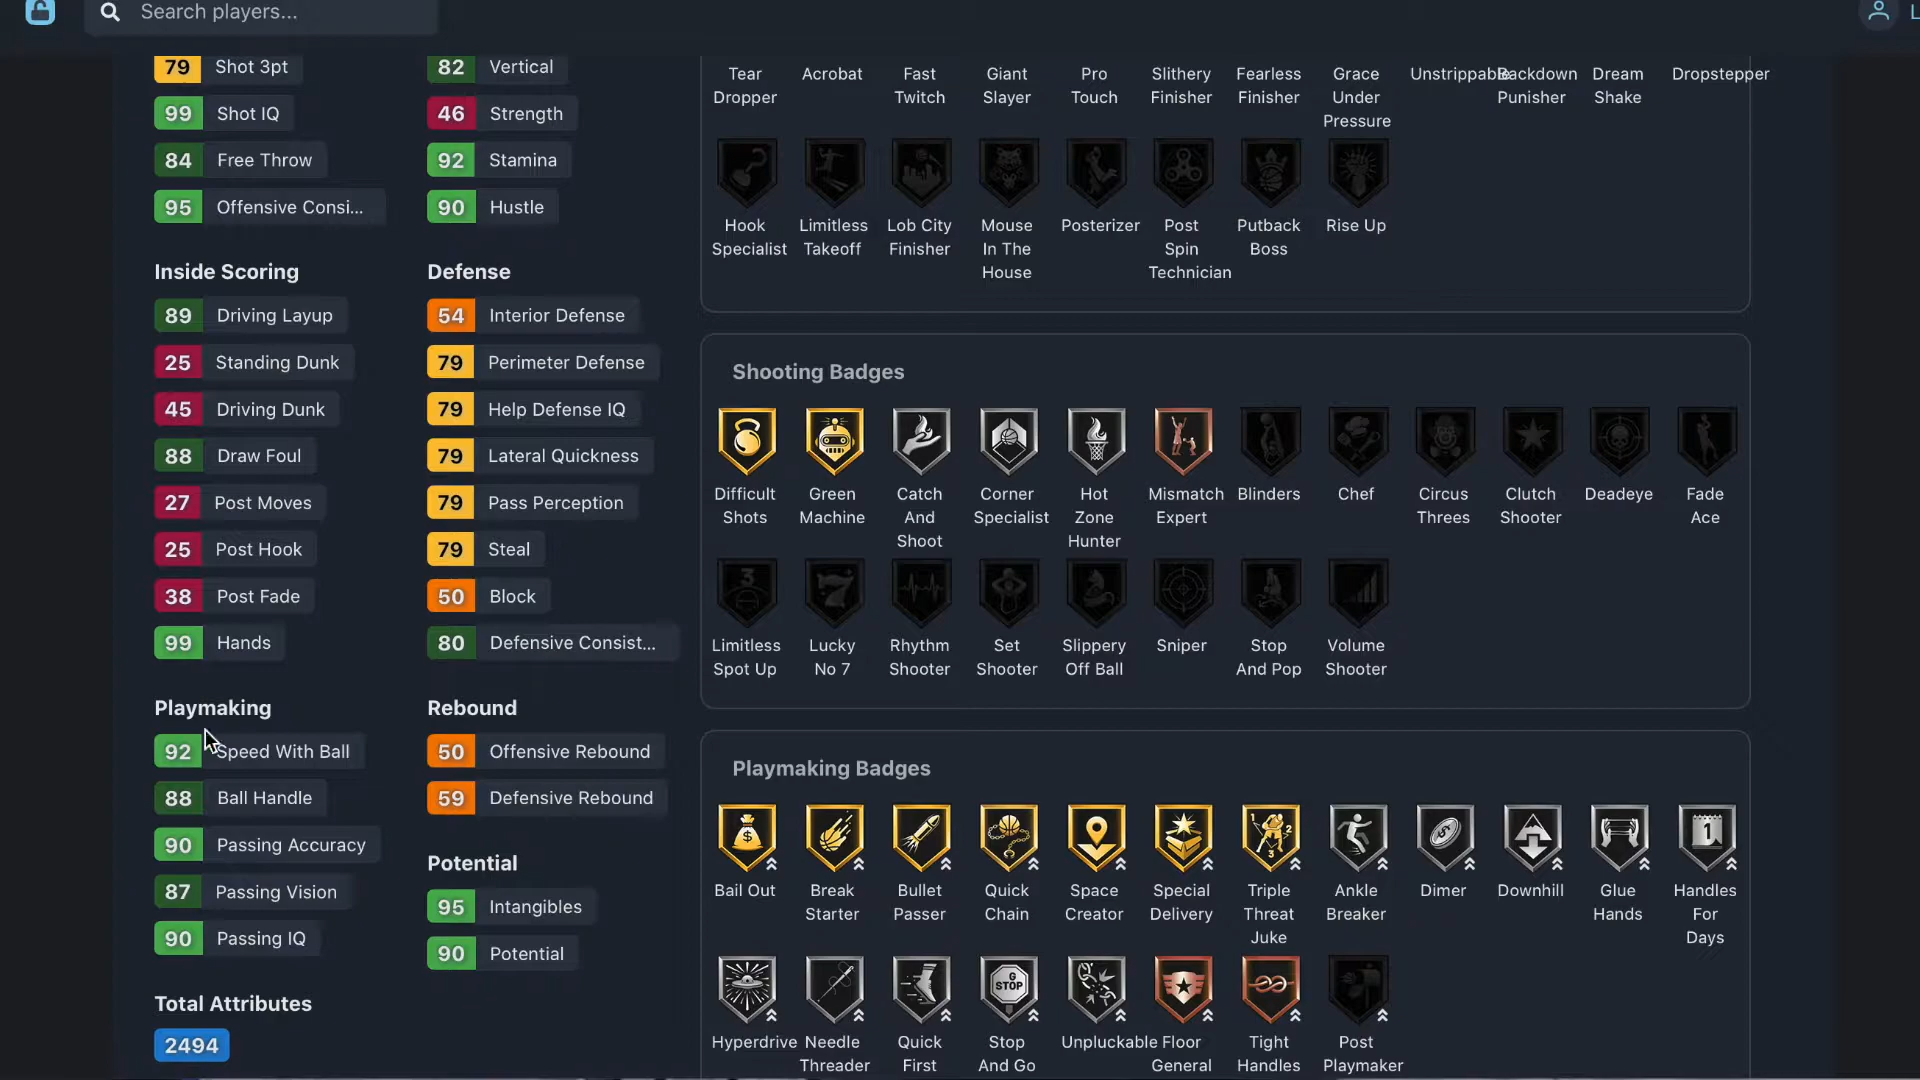 Search players...
L
79 Shot 3pt
99 Shot IQ
84 Free Throw
95 Offensive Consi...
82 Vertical
46 Strength
92 Stamina
90 Hustle
Inside Scoring
89 Driving Layup
25 Standing Dunk
45 Driving Dunk
88 Draw Foul
27 Post Moves
25 Post Hook
38 Post Fade
99 Hands
Defense
54 Interior Defense
79 Perimeter Defense
79 Help Defense IQ
79 Lateral Quickness
79 Pass Perception
79 Steal
50 Block
80 Defensive Consist...
Playmaking
92 Speed With Ball
88 Ball Handle
90 Passing Accuracy
87 Passing Vision
90 Passing IQ
Rebound
50 Offensive Rebound
59 Defensive Rebound
Potential
95 Intangibles
90 Potential
Total Attributes
2494
Tear
Dropper
Acrobat
Fast
Twitch
Giant
Slayer
Pro
Touch
Slithery
Finisher
Fearless
Finisher
Grace
Under
Pressure
Unstrippable
Backdown
Punisher
Dream
Shake
Dropstepper
Hook
Specialist
Limitless
Takeoff
Lob City
Finisher
Mouse
In The
House
Posterizer
Post
Spin
Technician
Putback
Boss
Rise Up
Shooting Badges
Difficult
Shots
Green
Machine
Catch
And
Shoot
Corner
Specialist
Hot
Zone
Hunter
Mismatch
Expert
Blinders
Chef
Circus
Threes
Clutch
Shooter
Deadeye
Fade
Ace
3
7
Limitless
Spot Up
Lucky
No 7
Rhythm
Shooter
Set
Shooter
Slippery
Off Ball
Sniper
Stop
And Pop
Volume
Shooter
Playmaking Badges
$
1
2
3
1
Bail Out
Break
Starter
Bullet
Passer
Quick
Chain
Space
Creator
Special
Delivery
Triple
Threat
Juke
Ankle
Breaker
Dimer
Downhill
Glue
Hands
Handles
For
Days
G
STOP
Hyperdrive
Needle
Threader
Quick
First
Stop
And Go
Unpluckable
Floor
General
Tight
Handles
Post
Playmaker